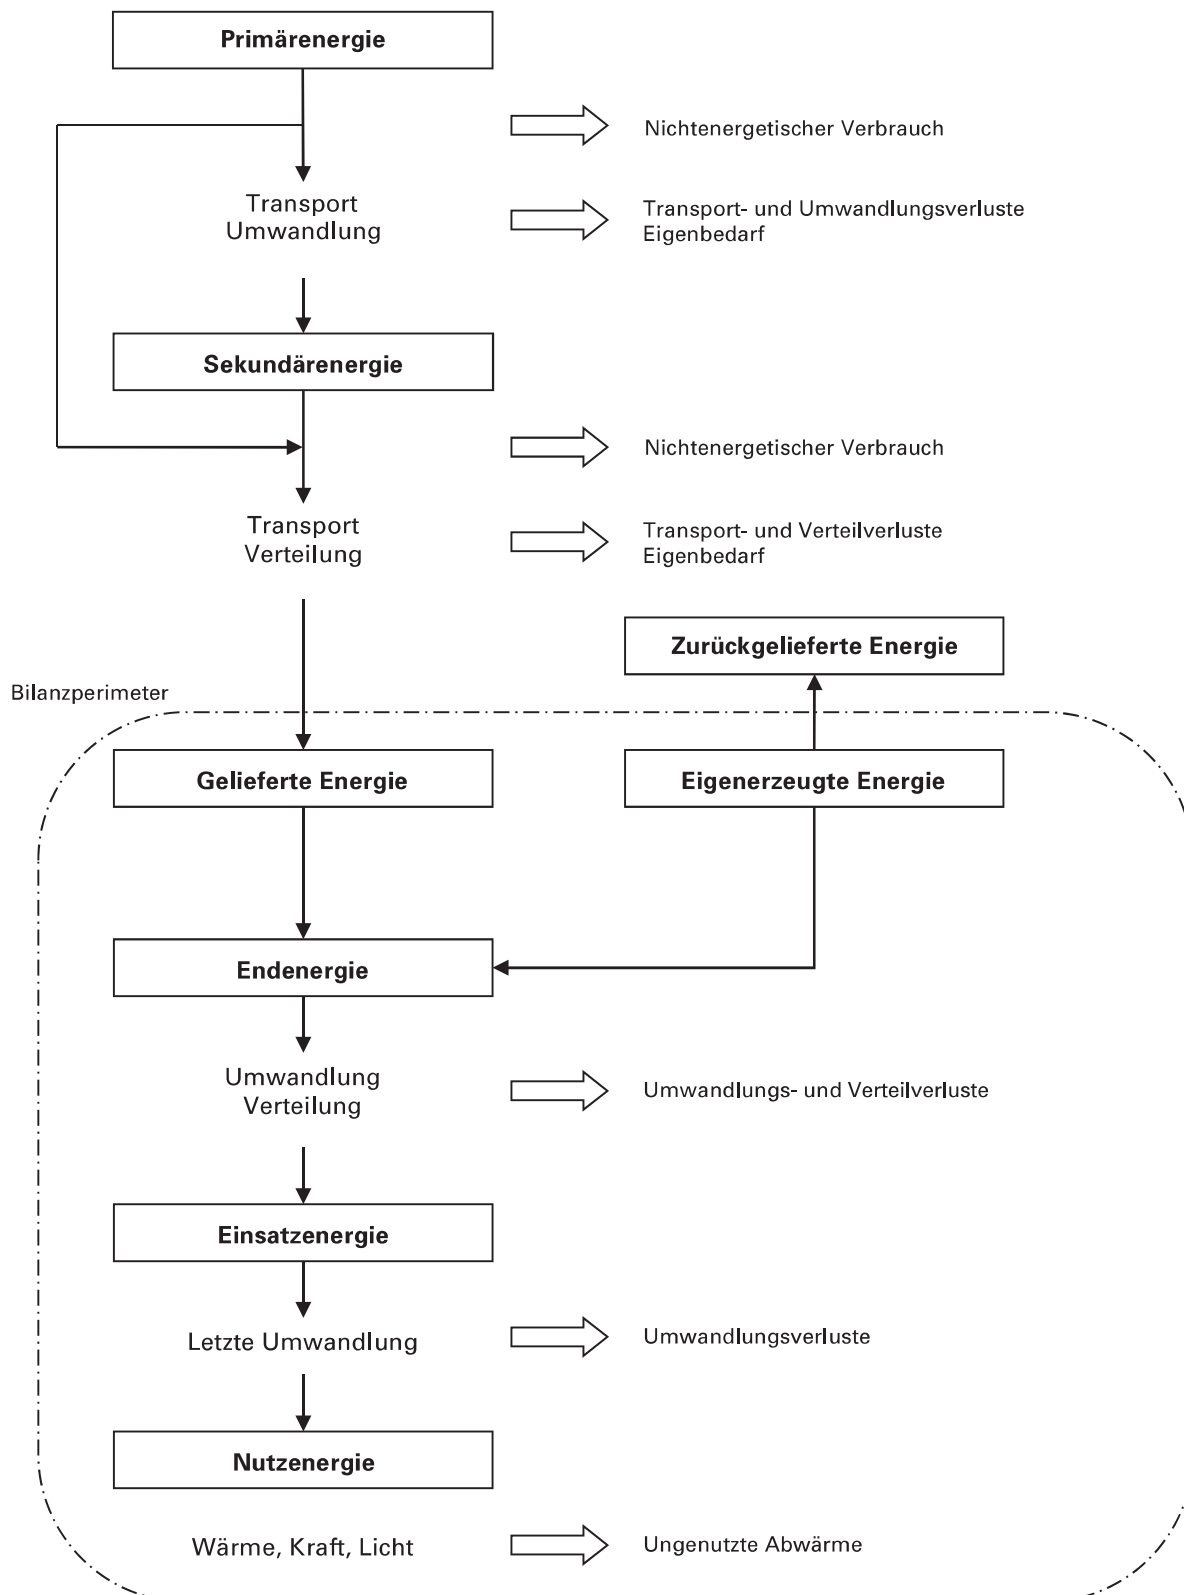 Primärenergie
Nichtenergetischer Verbrauch
Transport
Umwandlung
Transport- und Umwandlungsverluste
Eigenbedarf
Sekundärenergie
Nichtenergetischer Verbrauch
Transport
Verteilung
Transport- und Verteilverluste
Eigenbedarf
Zurückgelieferte Energie
Bilanzperimeter
Gelieferte Energie
Eigenerzeugte Energie
Endenergie
Umwandlung
Verteilung
Umwandlungs- und Verteilverluste
Einsatzenergie
Letzte Umwandlung
Umwandlungsverluste
Nutzenergie
Wärme, Kraft, Licht
Ungenutzte Abwärme